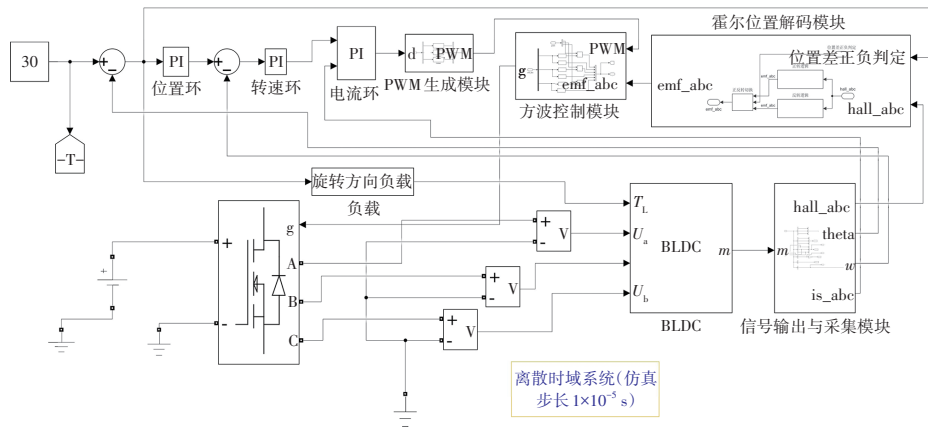 霍尔位置解码模块
30
PI
位置环
PI
转速环
PI
电流环
d
PWM
PWM生成模块
PWM
g
emf_abc
方波控制模块
位置差正负判定
emf_abc
hall_abc
-T-
旋转方向负载
负载
g
+
-
A
B
C
+
-
V
+
-
V
+
-
V
T_L
U_a
U_b
BLDC
m
BLDC
m
hall_abc
theta
w
is_abc
信号输出与采集模块
离散时域系统(仿真
步长 1×10⁻⁵ s)